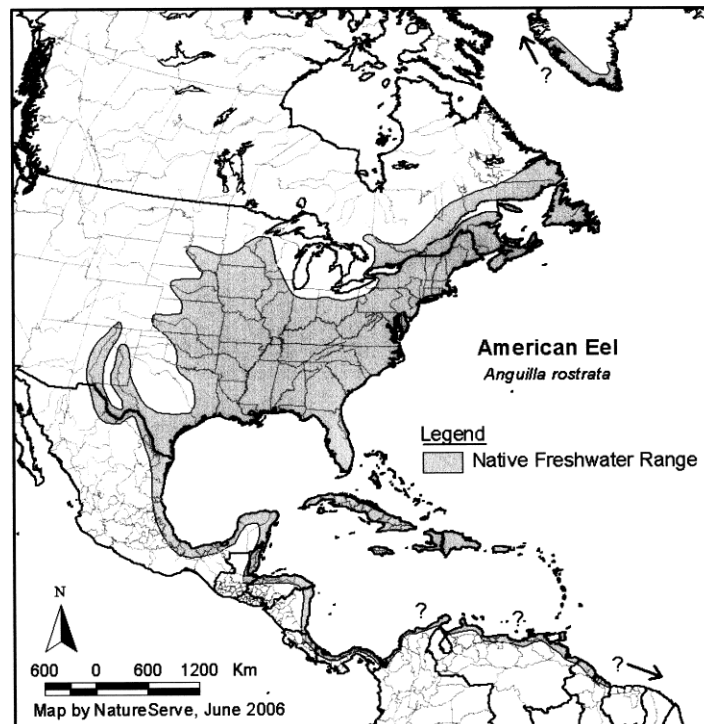 ?
American Eel
Anguilla rostrata
Legend
Native Freshwater Range
N
? ?
?
600 0 600 1200 Km
Map by NatureServe, June 2006